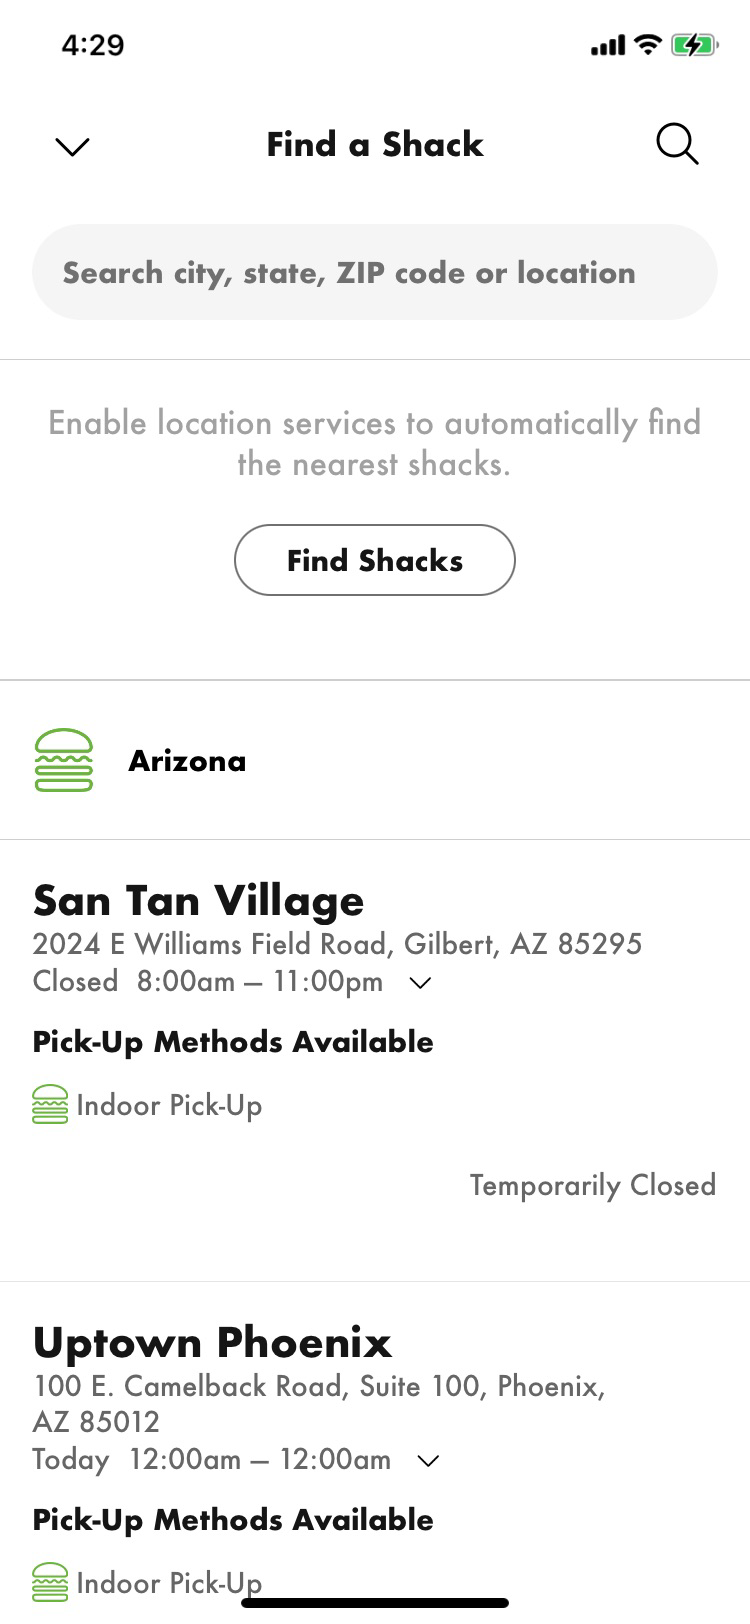 4:29
Find a Shack
Search city, state, ZIP code or location
Enable location services to automatically find
the nearest shacks.
Find Shacks
Arizona
San Tan Village
2024 E Williams Field Road, Gilbert, AZ 85295
Closed 8:00am – 11:00pm
Pick-Up Methods Available
Indoor Pick-Up
Temporarily Closed
Uptown Phoenix
100 E. Camelback Road, Suite 100, Phoenix,
AZ 85012
Today 12:00am – 12:00am
Pick-Up Methods Available
Indoor Pick-Up